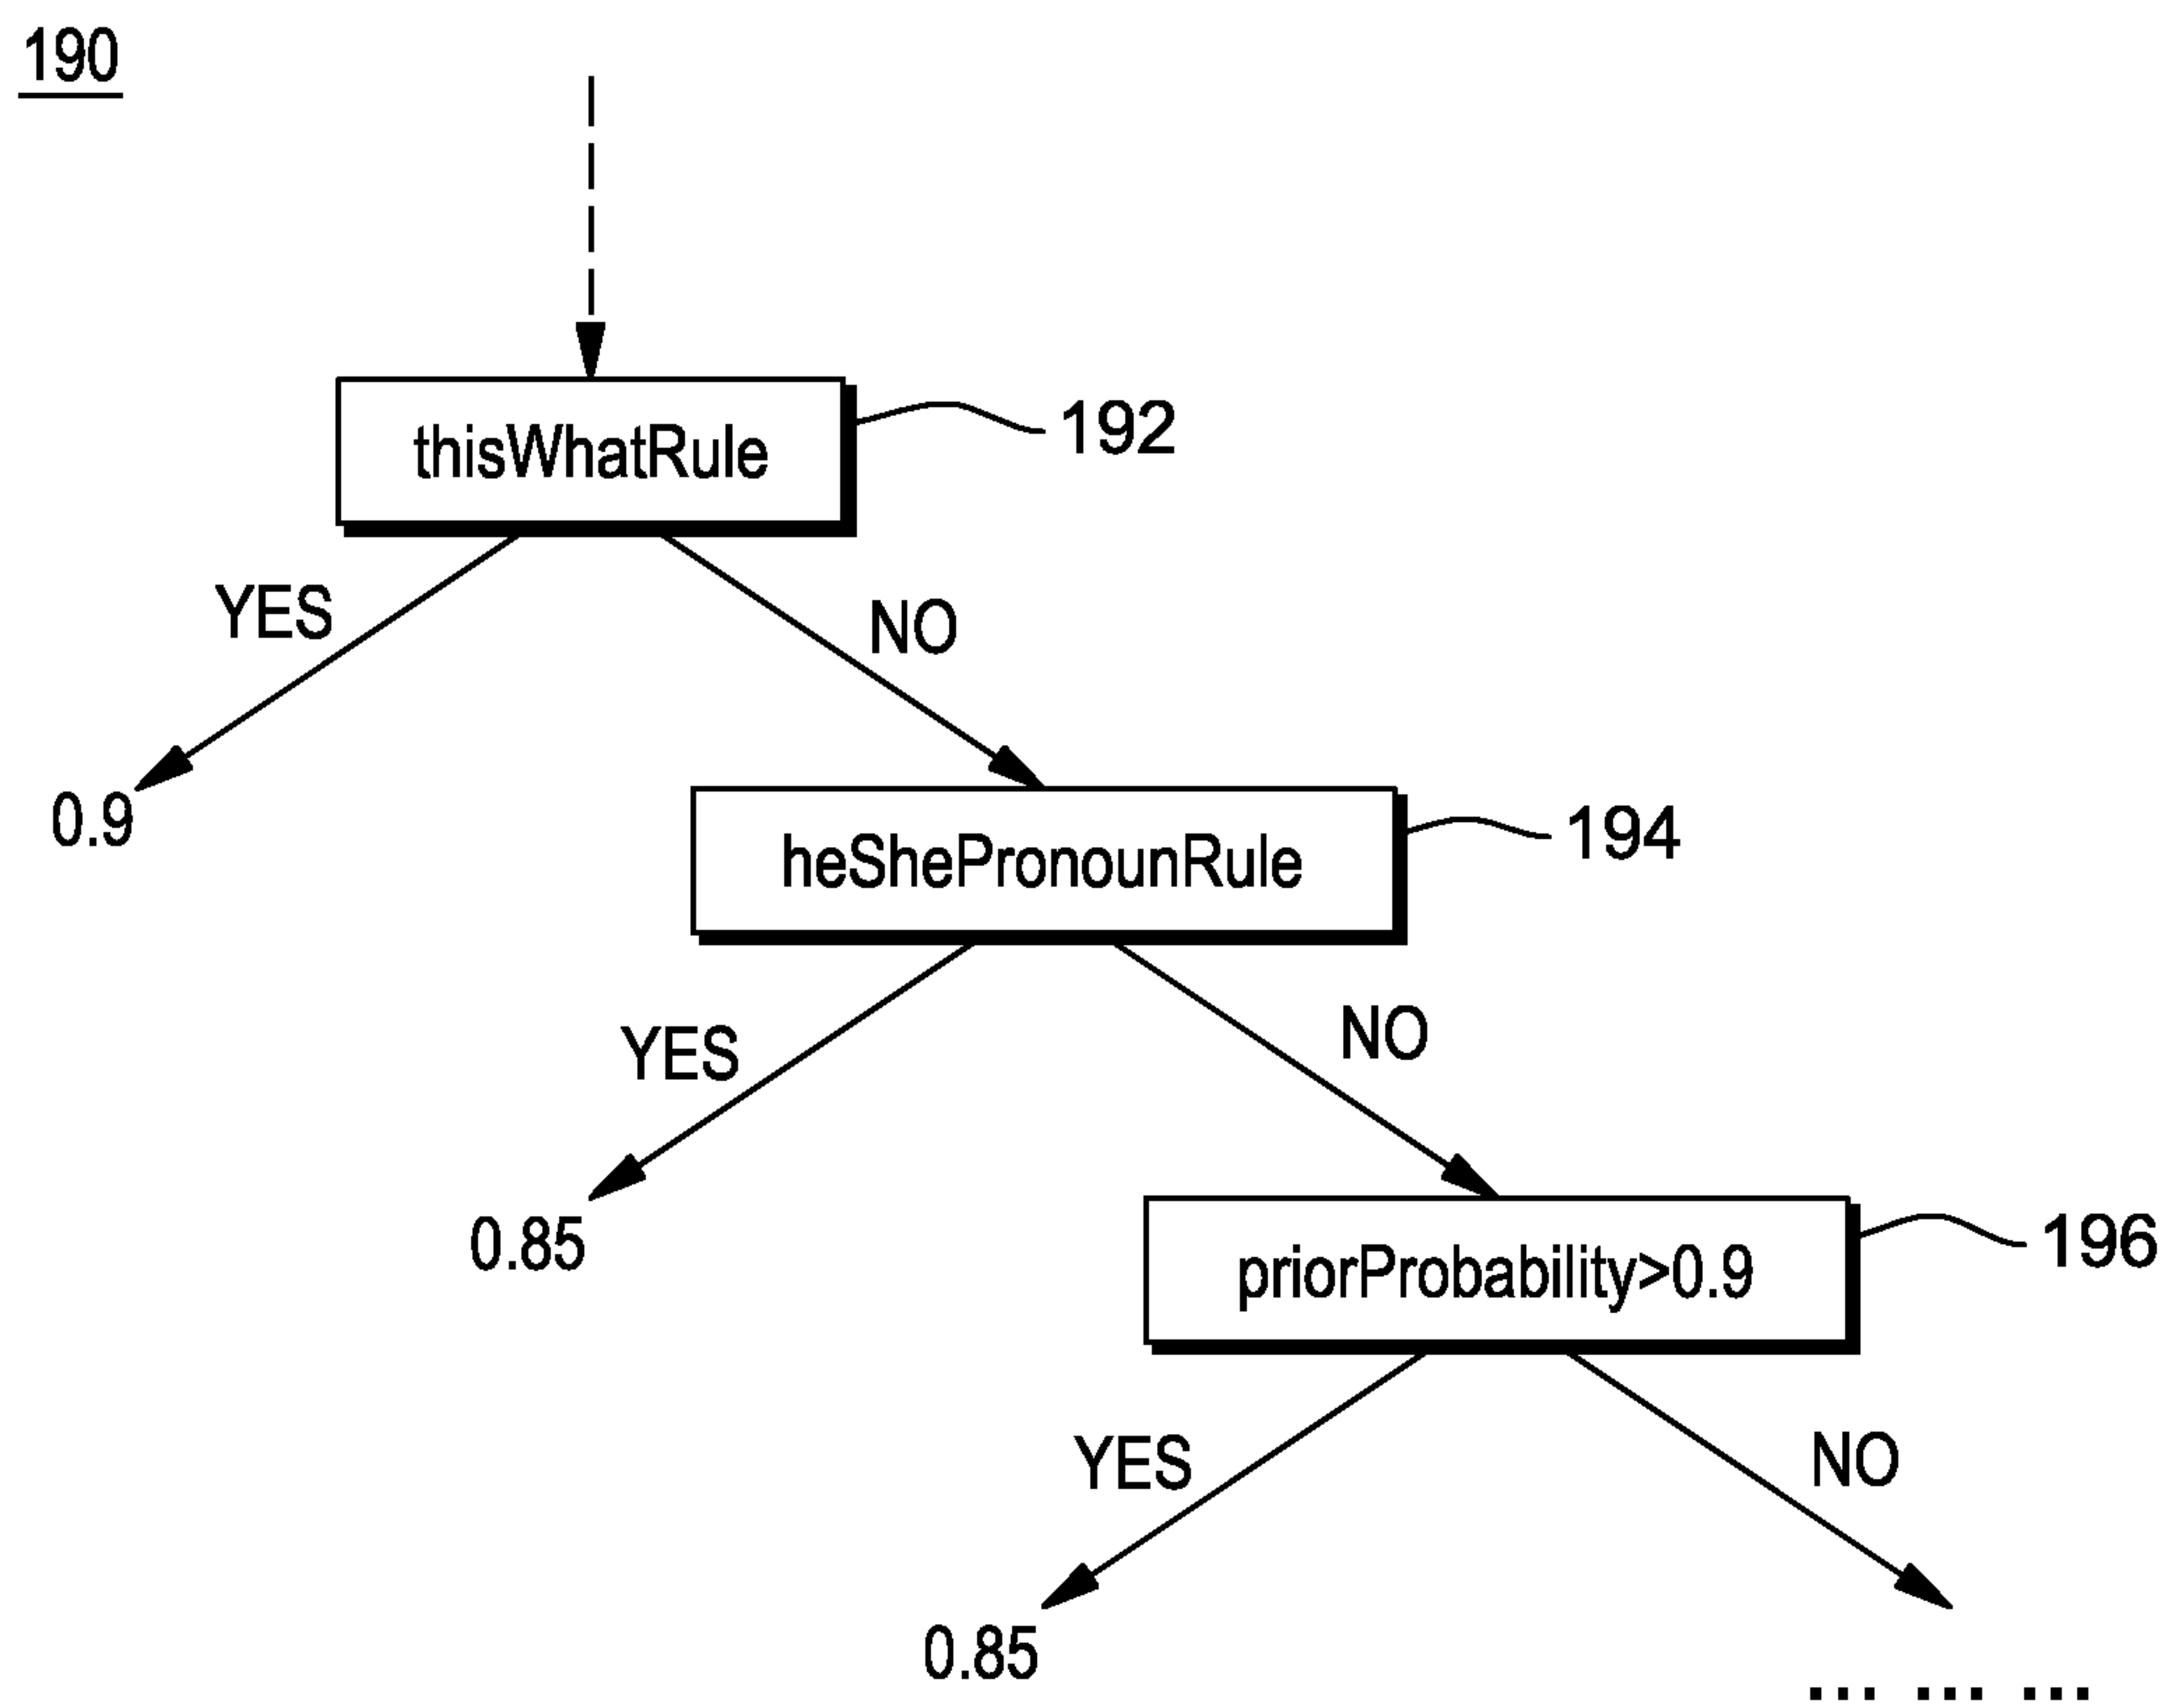 190
thisWhatRule
192
YES
NO
0.9
heShePronounRule
194
YES
NO
0.85
priorProbability>0.9
196
YES
NO
0.85
... ... ...